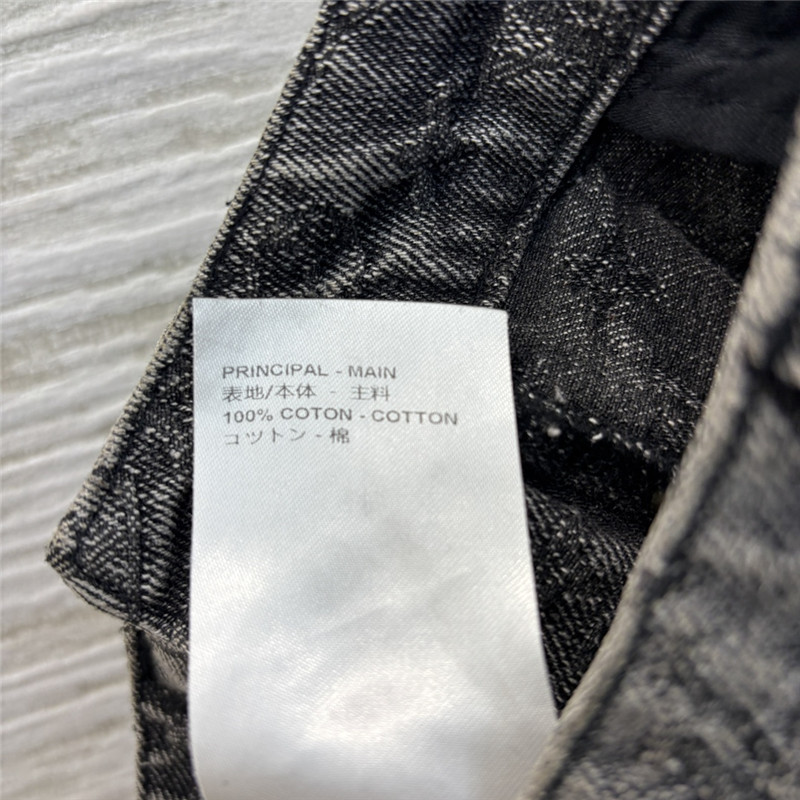 PRINCIPAL - MAIN
表地/本体 - 主料
100% COTON - COTTON
コットン - 棉